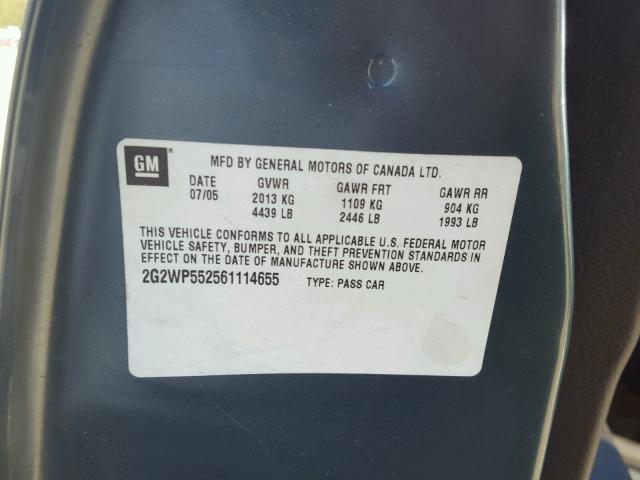 GM
MFD BY GENERAL MOTORS OF CANADA LTD.
DATE GVWR GAWR FRT GAWR RR
07/05 2013 KG 1109 KG 904 KG
4439 LB 2446 LB 1993 LB
THIS VEHICLE CONFORMS TO ALL APPLICABLE U.S. FEDERAL MOTOR
VEHICLE SAFETY, BUMPER, AND THEFT PREVENTION STANDARDS IN
EFFECT ON THE DATE OF MANUFACTURE SHOWN ABOVE.
2G2WP552561114655 TYPE: PASS CAR